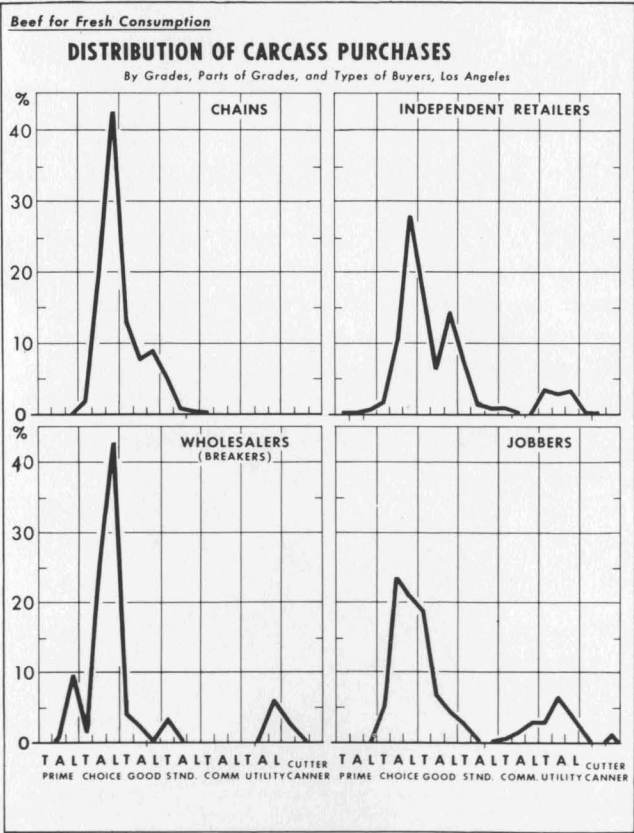 Beef for Fresh Consumption
DISTRIBUTION OF CARCASS PURCHASES
By Grades, Parts of Grades, and Types of Buyers, Los Angeles
%
CHAINS
INDEPENDENT RETAILERS
40
30
20
10
0
%
WHOLESALERS
(BREAKERS)
JOBBERS
40
30
20
10
0
T A L T A L T A L T A L T A L T A L CUTTER
PRIME CHOICE GOOD STND. COMM UTILITY CANNER
T A L T A L T A L T A L T A L T A L CUTTER
PRIME CHOICE GOOD STND. COMM. UTILITY CANNER